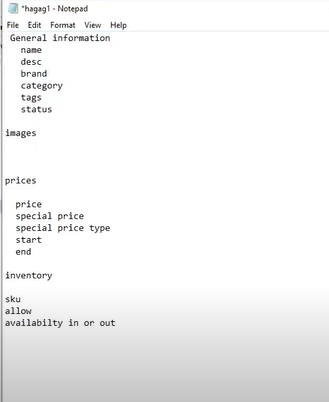 *hagag1 - Notepad
File Edit Format View Help
General information
name
desc
brand
category
tags
status
images
prices
price
special price
special price type
start
end
inventory
sku
allow
availabilty in or out